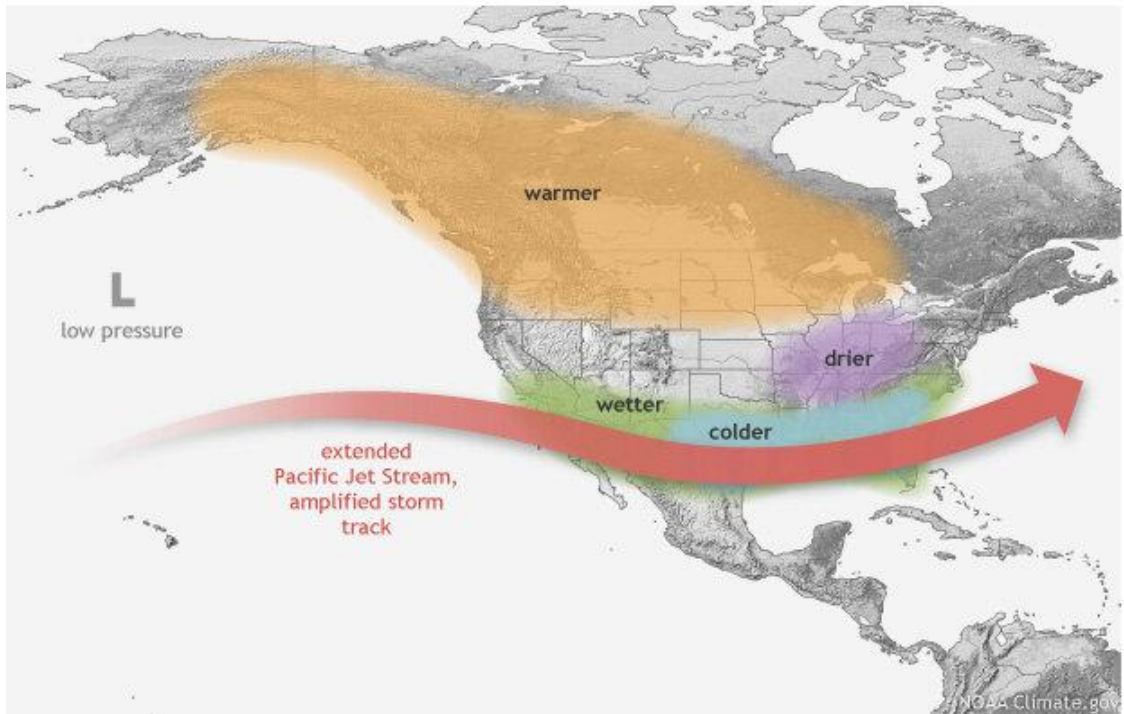 warmer
L
low pressure
drier
wetter
colder
extended
Pacific Jet Stream,
amplified storm
track
NOAA Climate.gov